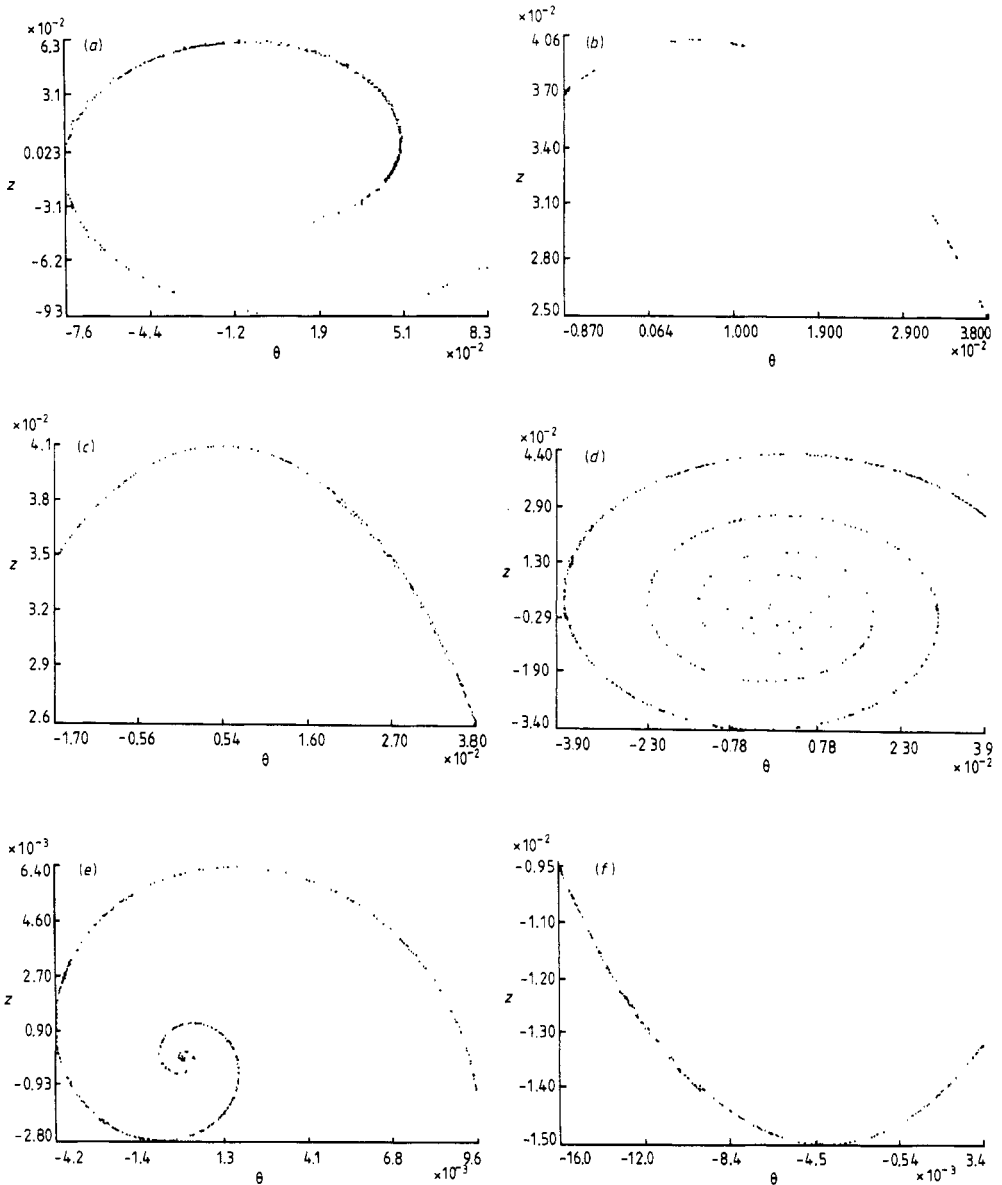 ×10⁻²
6.3
(a)
3.1
0.023
z
-3.1
-6.2
-9.3
-7.6 -4.4 -1.2 1.9 5.1 8.3
θ
×10⁻²
×10⁻²
4.06
(b)
3.70
3.40
z
3.10
2.80
2.50
-0.870 0.064 1.000 1.900 2.900 3.800
θ
×10⁻²
×10⁻²
4.1
(c)
3.8
3.5
z
3.2
2.9
2.6
-1.70 -0.56 0.54 1.60 2.70 3.80
θ
×10⁻²
×10⁻²
4.40
(d)
2.90
1.30
z
-0.29
-1.90
-3.40
-3.90 -2.30 -0.78 0.78 2.30 3.9
θ
×10⁻²
×10⁻³
6.40
(e)
4.60
2.70
z
0.90
-0.93
-2.80
-4.2 -1.4 1.3 4.1 6.8 9.6
θ
×10⁻³
×10⁻²
-0.95
(f)
-1.10
-1.20
z
-1.30
-1.40
-1.50
-16.0 -12.0 -8.4 -4.5 -0.54 3.4
θ
×10⁻³